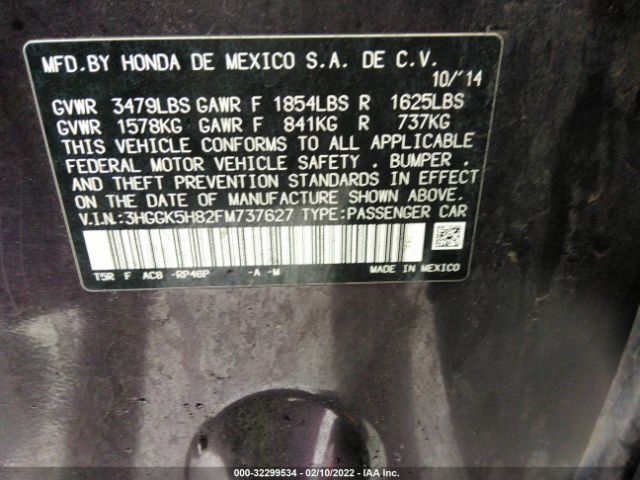 MFD.BY HONDA DE MEXICO S.A. DE C.V.
10/'14
GVWR 3479LBS GAWR F 1854LBS R 1625LBS
GVWR 1578KG GAWR F 841KG R 737KG
THIS VEHICLE CONFORMS TO ALL APPLICABLE
FEDERAL MOTOR VEHICLE SAFETY , BUMPER ,
AND THEFT PREVENTION STANDARDS IN EFFECT
ON THE DATE OF MANUFACTURE SHOWN ABOVE.
V.I.N.:3HGGK5H82FM737627 TYPE:PASSENGER CAR
T5R F AC8 -RP48P -A -M MADE IN MEXICO
000-32299534 - 02/10/2022 - IAA Inc.